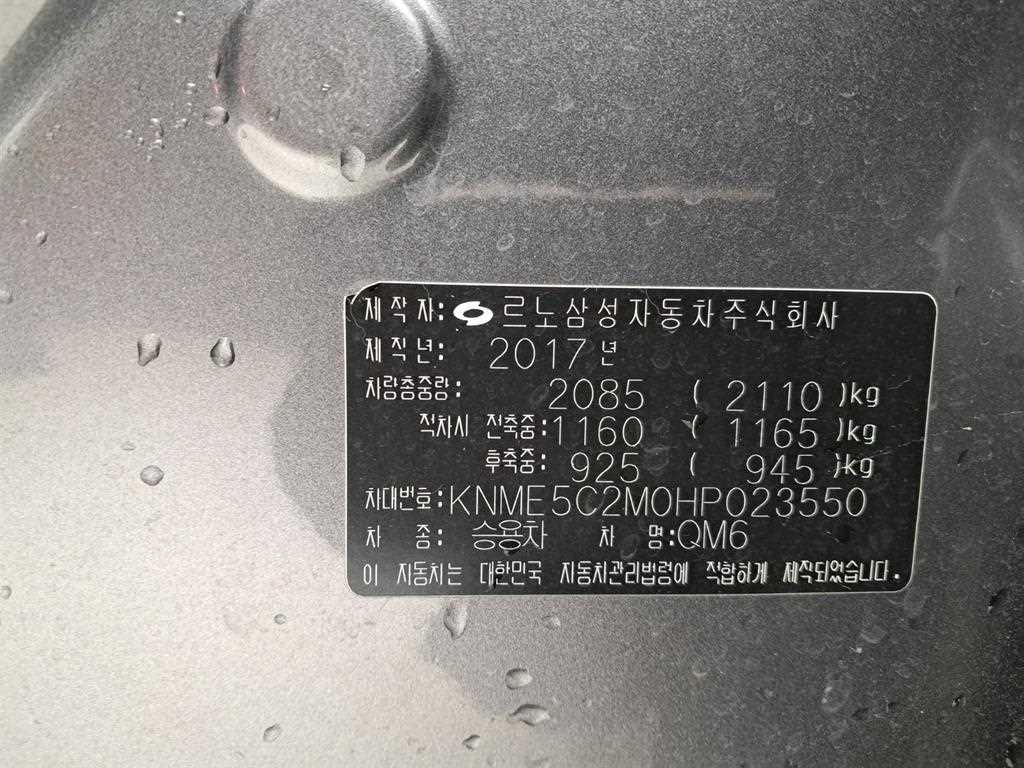 제 작 자: 르노삼성자동차주식회사
제 작 년: 2017 년
차량총중량: 2085 ( 2110 )kg
적차시 전축중: 1160 ( 1165 )kg
후축중: 925 ( 945 )kg
차대번호: KNME5C2M0HP023550
차 종: 승용차 차 명: QM6
이 자동차는 대한민국 자동차관리법령에 적합하게 제작되었습니다.